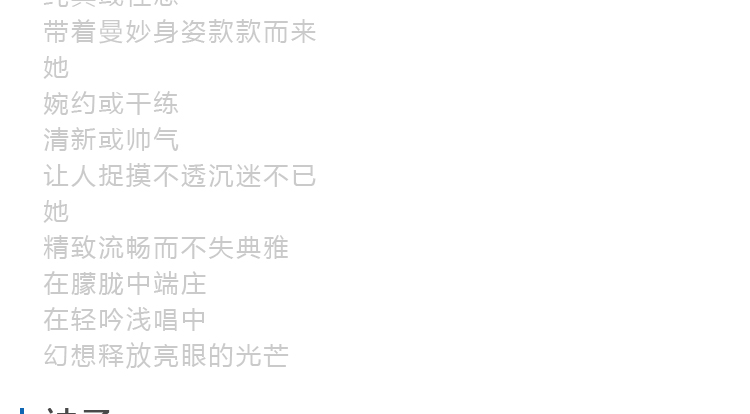 带着曼妙身姿款款而来
她
婉约或干练
清新或帅气
让人捉摸不透沉迷不已
她
精致流畅而不失典雅
在朦胧中端庄
在轻吟浅唱中
幻想释放亮眼的光芒